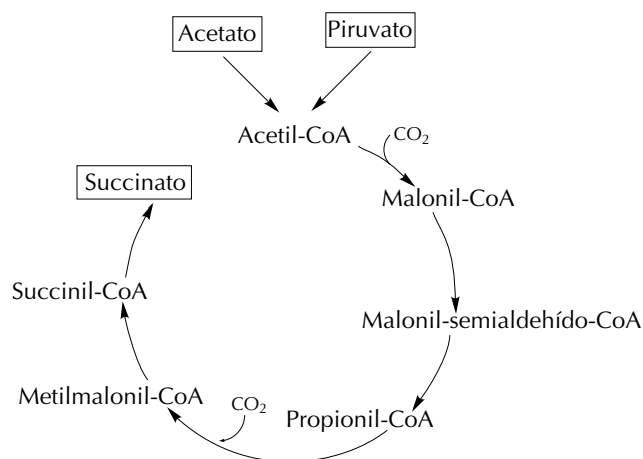 Acetato
Piruvato
Acetil-CoA
CO2
Malonil-CoA
Malonil-semialdehído-CoA
Propionil-CoA
CO2
Metilmalonil-CoA
Succinil-CoA
Succinato